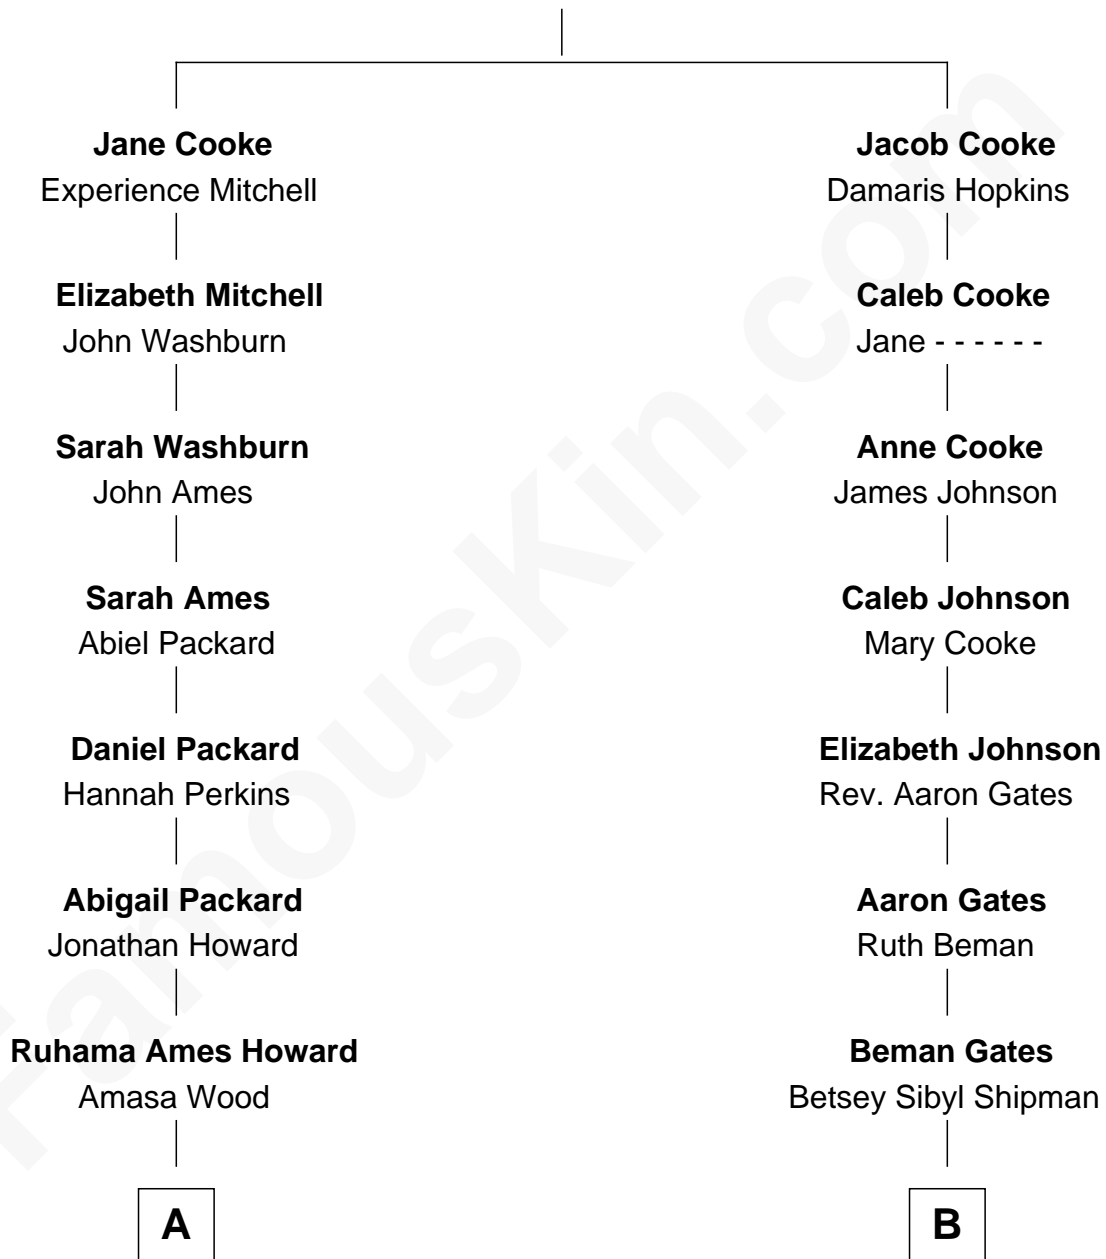 Jane Cooke
Experience Mitchell
Elizabeth Mitchell
John Washburn
Sarah Washburn
John Ames
Sarah Ames
Abiel Packard
Daniel Packard
Hannah Perkins
Abigail Packard
Jonathan Howard
Ruhama Ames Howard
Amasa Wood
A
Jacob Cooke
Damaris Hopkins
Caleb Cooke
Jane - - - - - -
Anne Cooke
James Johnson
Caleb Johnson
Mary Cooke
Elizabeth Johnson
Rev. Aaron Gates
Aaron Gates
Ruth Beman
Beman Gates
Betsey Sibyl Shipman
B
FamousKin.com